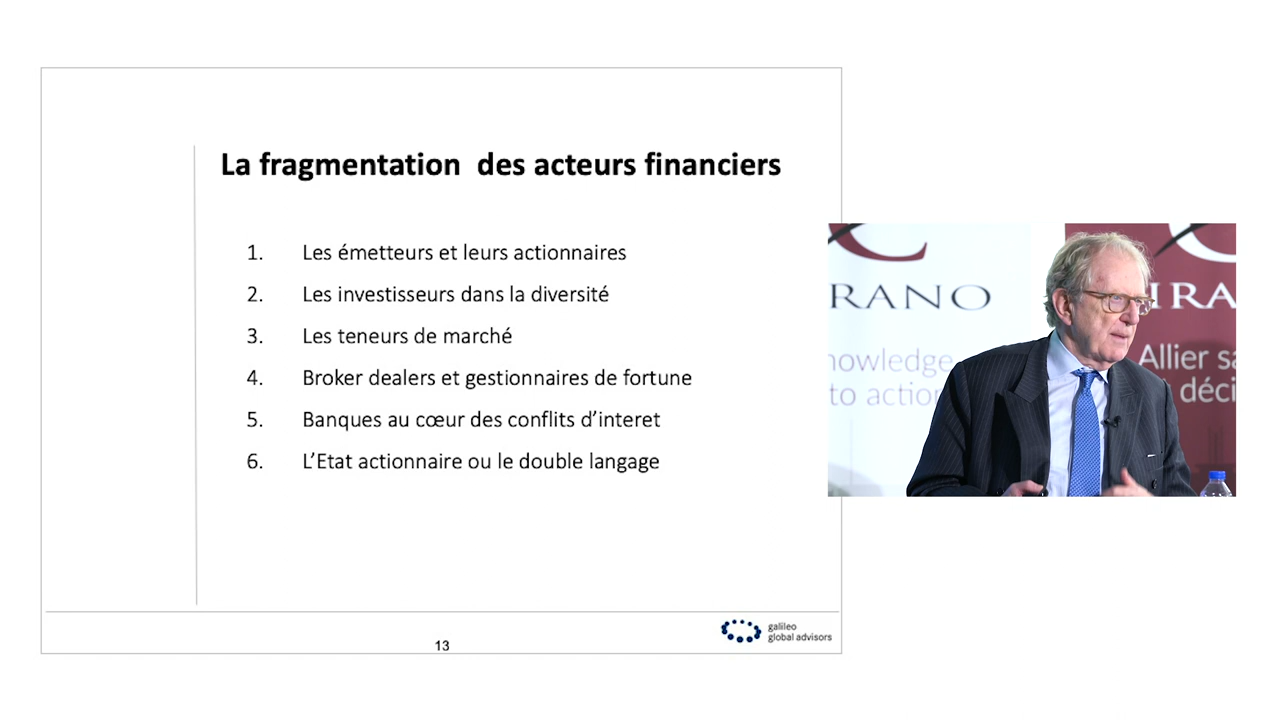 La fragmentation  des acteurs financiers
1. Les émetteurs et leurs actionnaires
2. Les investisseurs dans la diversité
3. Les teneurs de marché
4. Broker dealers et gestionnaires de fortune
5. Banques au cœur des conflits d’interet
6. L’Etat actionnaire ou le double langage
13
galileo
global advisors
RANO
nowledge
to action
IRA
Allier sa
déci